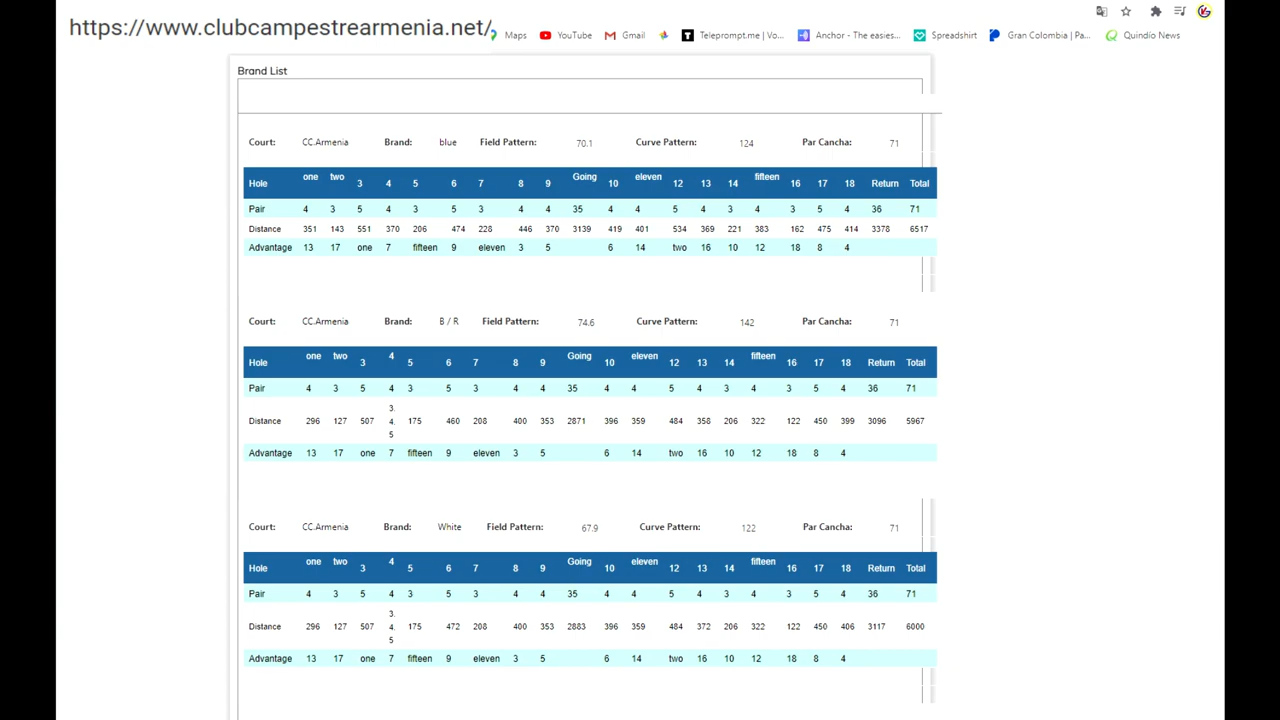 https://www.clubcampestrearmenia.net/
Maps YouTube Gmail Teleprompt.me | Vo... Anchor - The easies... Spreadshirt Gran Colombia | Pa... Quindío News
Brand List
Court: CC.Armenia Brand: blue Field Pattern: 70.1 Curve Pattern: 124 Par Cancha: 71
Hole one two 3 4 5 6 7 8 9 Going 10 eleven 12 13 14 fifteen 16 17 18 Return Total
Pair 4 3 5 4 3 5 3 4 4 35 4 4 5 4 3 4 3 5 4 36 71
Distance 351 143 551 370 206 474 228 446 370 3139 419 401 534 369 221 383 162 475 414 3378 6517
Advantage 13 17 one 7 fifteen 9 eleven 3 5 6 14 two 16 10 12 18 8 4
Court: CC.Armenia Brand: B / R Field Pattern: 74.6 Curve Pattern: 142 Par Cancha: 71
Hole one two 3 4 5 6 7 8 9 Going 10 eleven 12 13 14 fifteen 16 17 18 Return Total
Pair 4 3 5 4 3 5 3 4 4 35 4 4 5 4 3 4 3 5 4 36 71
Distance 296 127 507 3. 4. 5 175 460 208 400 353 2871 396 359 484 358 206 322 122 450 399 3096 5967
Advantage 13 17 one 7 fifteen 9 eleven 3 5 6 14 two 16 10 12 18 8 4
Court: CC.Armenia Brand: White Field Pattern: 67.9 Curve Pattern: 122 Par Cancha: 71
Hole one two 3 4 5 6 7 8 9 Going 10 eleven 12 13 14 fifteen 16 17 18 Return Total
Pair 4 3 5 4 3 5 3 4 4 35 4 4 5 4 3 4 3 5 4 36 71
Distance 296 127 507 3. 4. 5 175 472 208 400 353 2883 396 359 484 372 206 322 122 450 406 3117 6000
Advantage 13 17 one 7 fifteen 9 eleven 3 5 6 14 two 16 10 12 18 8 4